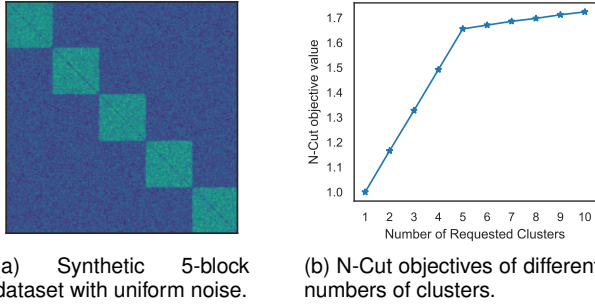 1.7
1.6
1.5
1.4
1.3
1.2
1.1
1.0
N-Cut objective value
1 2 3 4 5 6 7 8 9 10
Number of Requested Clusters
a) Synthetic 5-block
dataset with uniform noise.
(b) N-Cut objectives of different
numbers of clusters.